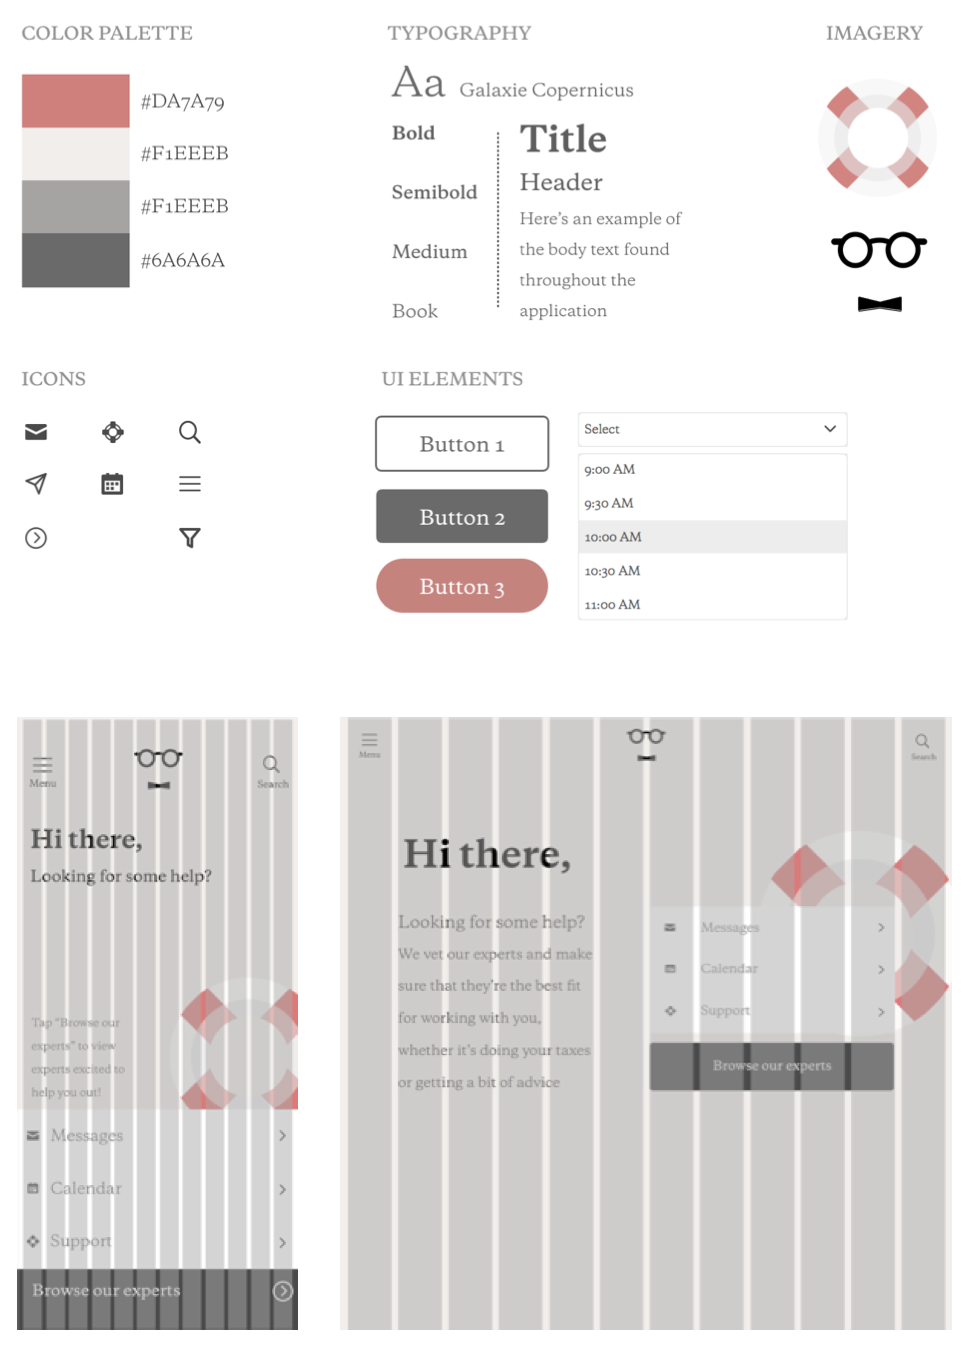 COLOR PALETTE
#DA7A79
#F1EEEB
#F1EEEB
#6A6A6A
TYPOGRAPHY
Aa Galaxie Copernicus
Bold
Semibold
Medium
Book
Title
Header
Here's an example of
the body text found
throughout the
application
IMAGERY
ICONS
UI ELEMENTS
Button 1
Button 2
Button 3
Select
9:00 AM
9:30 AM
10:00 AM
10:30 AM
11:00 AM
Menu
Search
Hi there,
Looking for some help?
Tap "Browse our
experts" to view
experts excited to
help you out!
Messages
Calendar
Support
Browse our experts
Menu
Search
Hi there,
Looking for some help?
We vet our experts and make
sure that they're the best fit
for working with you,
whether it's doing your taxes
or getting a bit of advice
Messages
Calendar
Support
Browse our experts